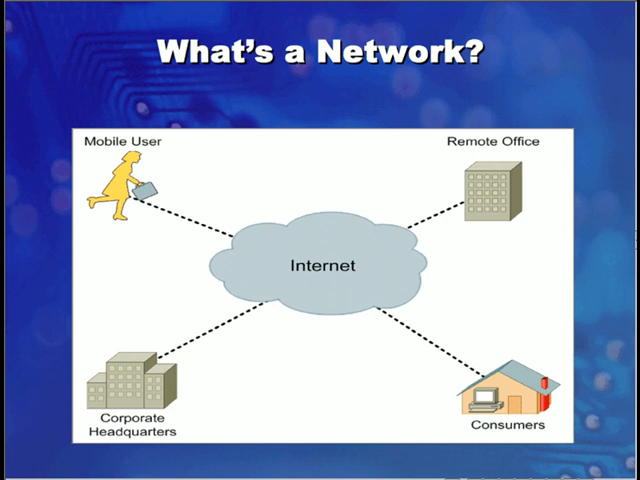 What's a Network?
Mobile User
Remote Office
Internet
Corporate
Headquarters
Consumers